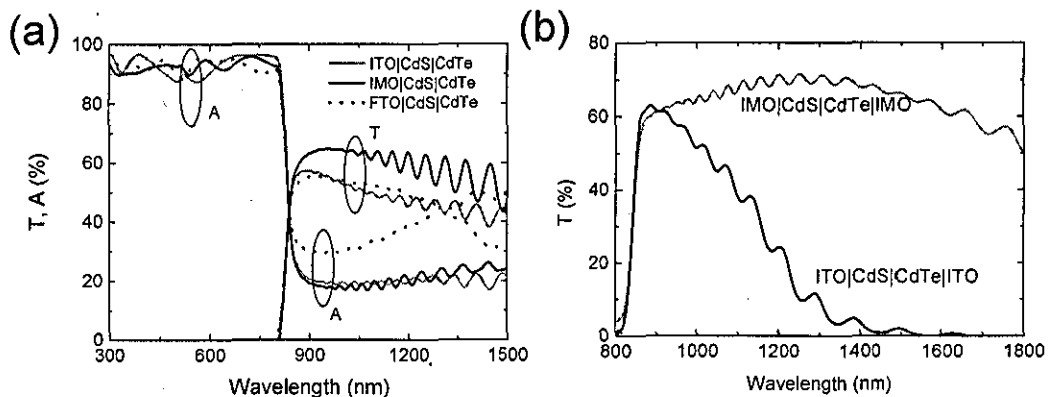 (a)
100
80
60
40
20
0
T, A (%)
ITO|CdS|CdTe
IMO|CdS|CdTe
FTO|CdS|CdTe
A
T
A
300
600
900
1200
1500
Wavelength (nm)
(b)
80
60
40
20
0
T (%)
IMO|CdS|CdTe|IMO
ITO|CdS|CdTe|ITO
800
1000
1200
1400
1600
1800
Wavelength (nm)